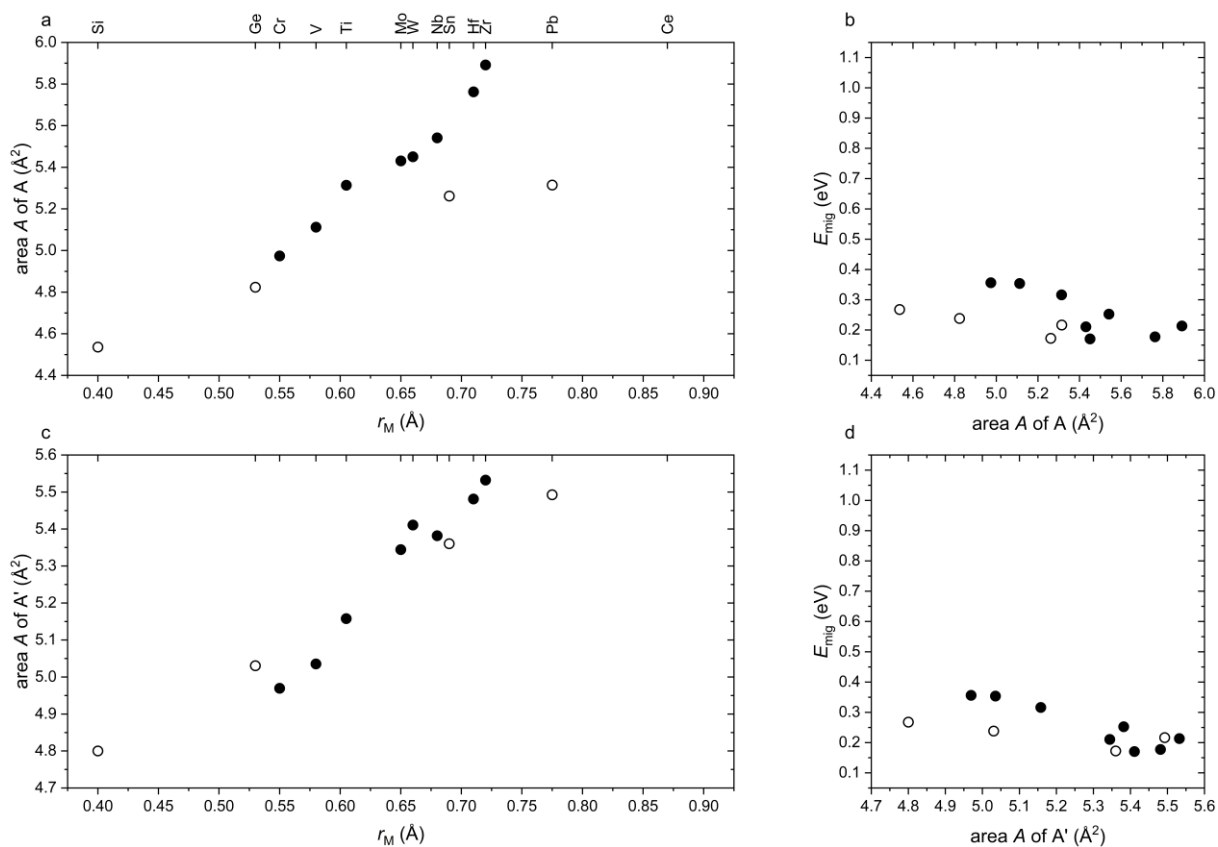 a
Si Ge Cr V Ti Mo W Nb Sn Hf Zr Pb Ce
6.0
5.8
5.6
5.4
5.2
5.0
4.8
4.6
4.4
area A of A (Å²)
0.40 0.45 0.50 0.55 0.60 0.65 0.70 0.75 0.80 0.85 0.90
r_M (Å)
b
1.1
1.0
0.9
0.8
0.7
0.6
0.5
0.4
0.3
0.2
0.1
E_mig (eV)
4.4 4.6 4.8 5.0 5.2 5.4 5.6 5.8 6.0
area A of A (Å²)
c
5.6
5.5
5.4
5.3
5.2
5.1
5.0
4.9
4.8
4.7
area A of A' (Å²)
0.40 0.45 0.50 0.55 0.60 0.65 0.70 0.75 0.80 0.85 0.90
r_M (Å)
d
1.1
1.0
0.9
0.8
0.7
0.6
0.5
0.4
0.3
0.2
0.1
E_mig (eV)
4.7 4.8 4.9 5.0 5.1 5.2 5.3 5.4 5.5 5.6
area A of A' (Å²)